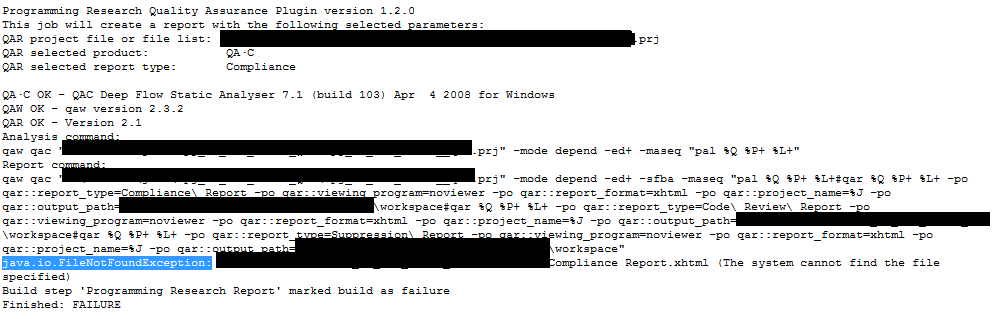 Programming Research Quality Assurance Plugin version 1.2.0
This job will create a report with the following selected parameters:
QAR project file or file list: .prj
QAR selected product: QA·C
QAR selected report type: Compliance
QA·C OK - QAC Deep Flow Static Analyser 7.1 (build 103) Apr 4 2008 for Windows
QAW OK - qaw version 2.3.2
QAR OK - Version 2.1
Analysis command:
qaw qac " .prj" -mode depend -ed+ -maseq "pal %Q %P+ %L+"
Report command:
qaw qac " .prj" -mode depend -ed+ -sfba -maseq "pal %Q %P+ %L+#qar %Q %P+ %L+ -po
qar::report_type=Compliance\ Report -po qar::viewing_program=noviewer -po qar::report_format=xhtml -po qar::project_name=%J -po
qar::output_path= \workspace#qar %Q %P+ %L+ -po qar::report_type=Code\ Review\ Report -po
qar::viewing_program=noviewer -po qar::report_format=xhtml -po qar::project_name=%J -po qar::output_path=
\workspace#qar %Q %P+ %L+ -po qar::report_type=Suppression\ Report -po qar::viewing_program=noviewer -po qar::report_format=xhtml -po
qar::project_name=%J -po qar::output_path= \workspace"
java.io.FileNotFoundException: Compliance Report.xhtml (The system cannot find the file
specified)
Build step 'Programming Research Report' marked build as failure
Finished: FAILURE